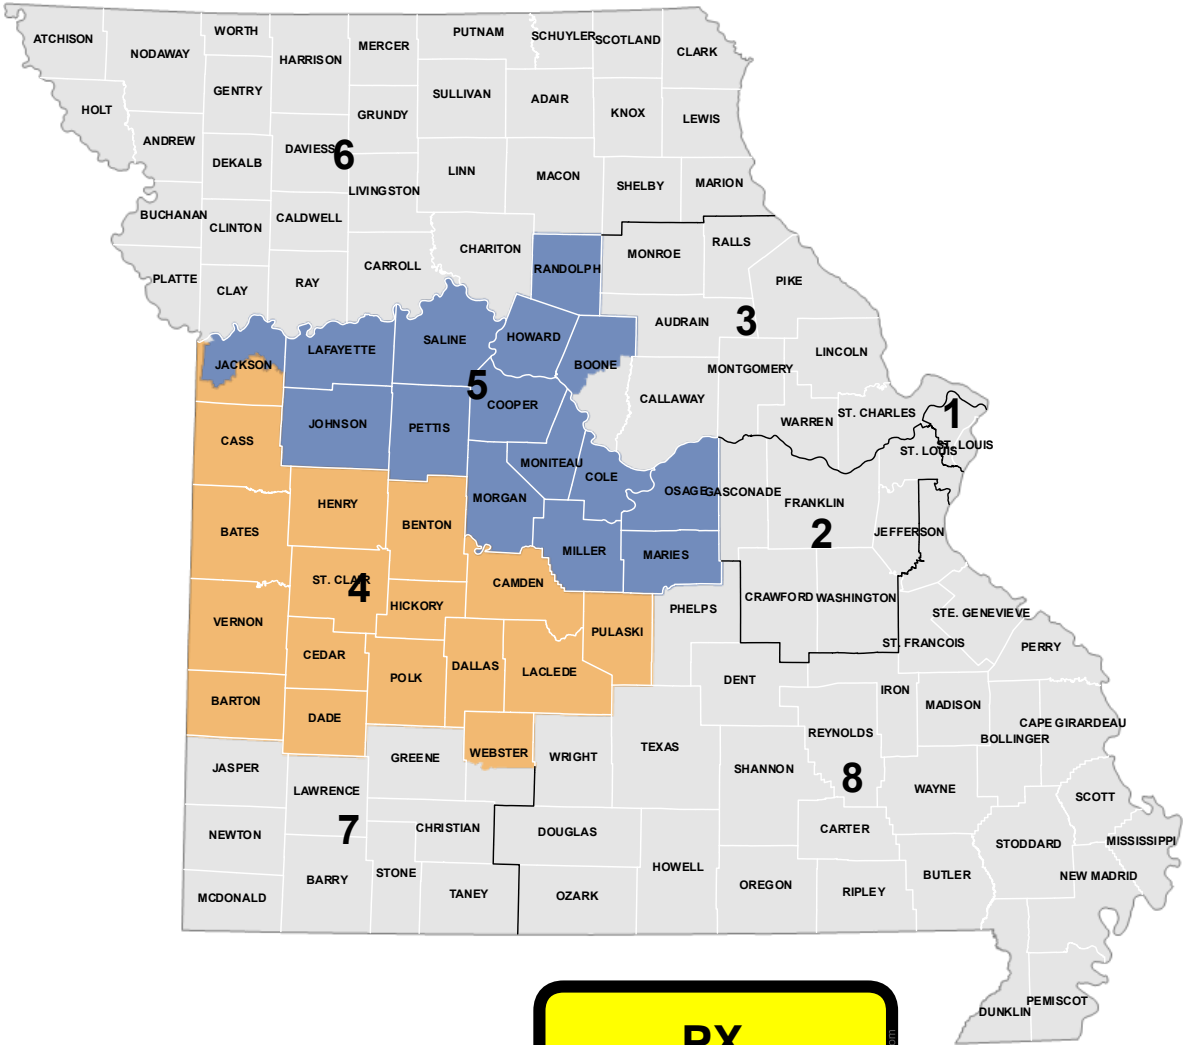 WORTH
PUTNAM
SCHUYLER
ATCHISON
SCOTLAND
MERCER
NODAWAY
CLARK
HARRISON
GENTRY
SULLIVAN
ADAIR
HOLT
KNOX
GRUNDY
LEWIS
ANDREW
DAVIESS
6
DEKALB
LINN
MACON
MARION
SHELBY
LIVINGSTON
BUCHANAN
CALDWELL
CLINTON
RALLS
CHARITON
MONROE
CARROLL
RANDOLPH
PLATTE
PIKE
RAY
CLAY
AUDRAIN
3
HOWARD
SALINE
LAFAYETTE
LINCOLN
JACKSON
BOONE
MONTGOMERY
5
CALLAWAY
COOPER
1
ST. CHARLES
WARREN
JOHNSON
PETTIS
CASS
ST. LOUIS
ST. LOUIS
MONITEAU
COLE
OSAGE
GASCONADE
MORGAN
HENRY
FRANKLIN
BENTON
BATES
JEFFERSON
2
MILLER
MARIES
ST. CLAIR
4
CAMDEN
CRAWFORD
WASHINGTON
HICKORY
PHELPS
STE. GENEVIEVE
VERNON
PULASKI
ST. FRANCOIS
PERRY
CEDAR
DALLAS
LACLEDE
POLK
DENT
IRON
BARTON
MADISON
DADE
CAPE GIRARDEAU
REYNOLDS
BOLLINGER
TEXAS
WEBSTER
GREENE
WRIGHT
JASPER
SHANNON
8
LAWRENCE
WAYNE
SCOTT
7
CHRISTIAN
CARTER
DOUGLAS
NEWTON
MISSISSIPPI
STODDARD
HOWELL
STONE
BUTLER
NEW MADRID
BARRY
OREGON
RIPLEY
TANEY
OZARK
MCDONALD
PEMISCOT
DUNKLIN
RX